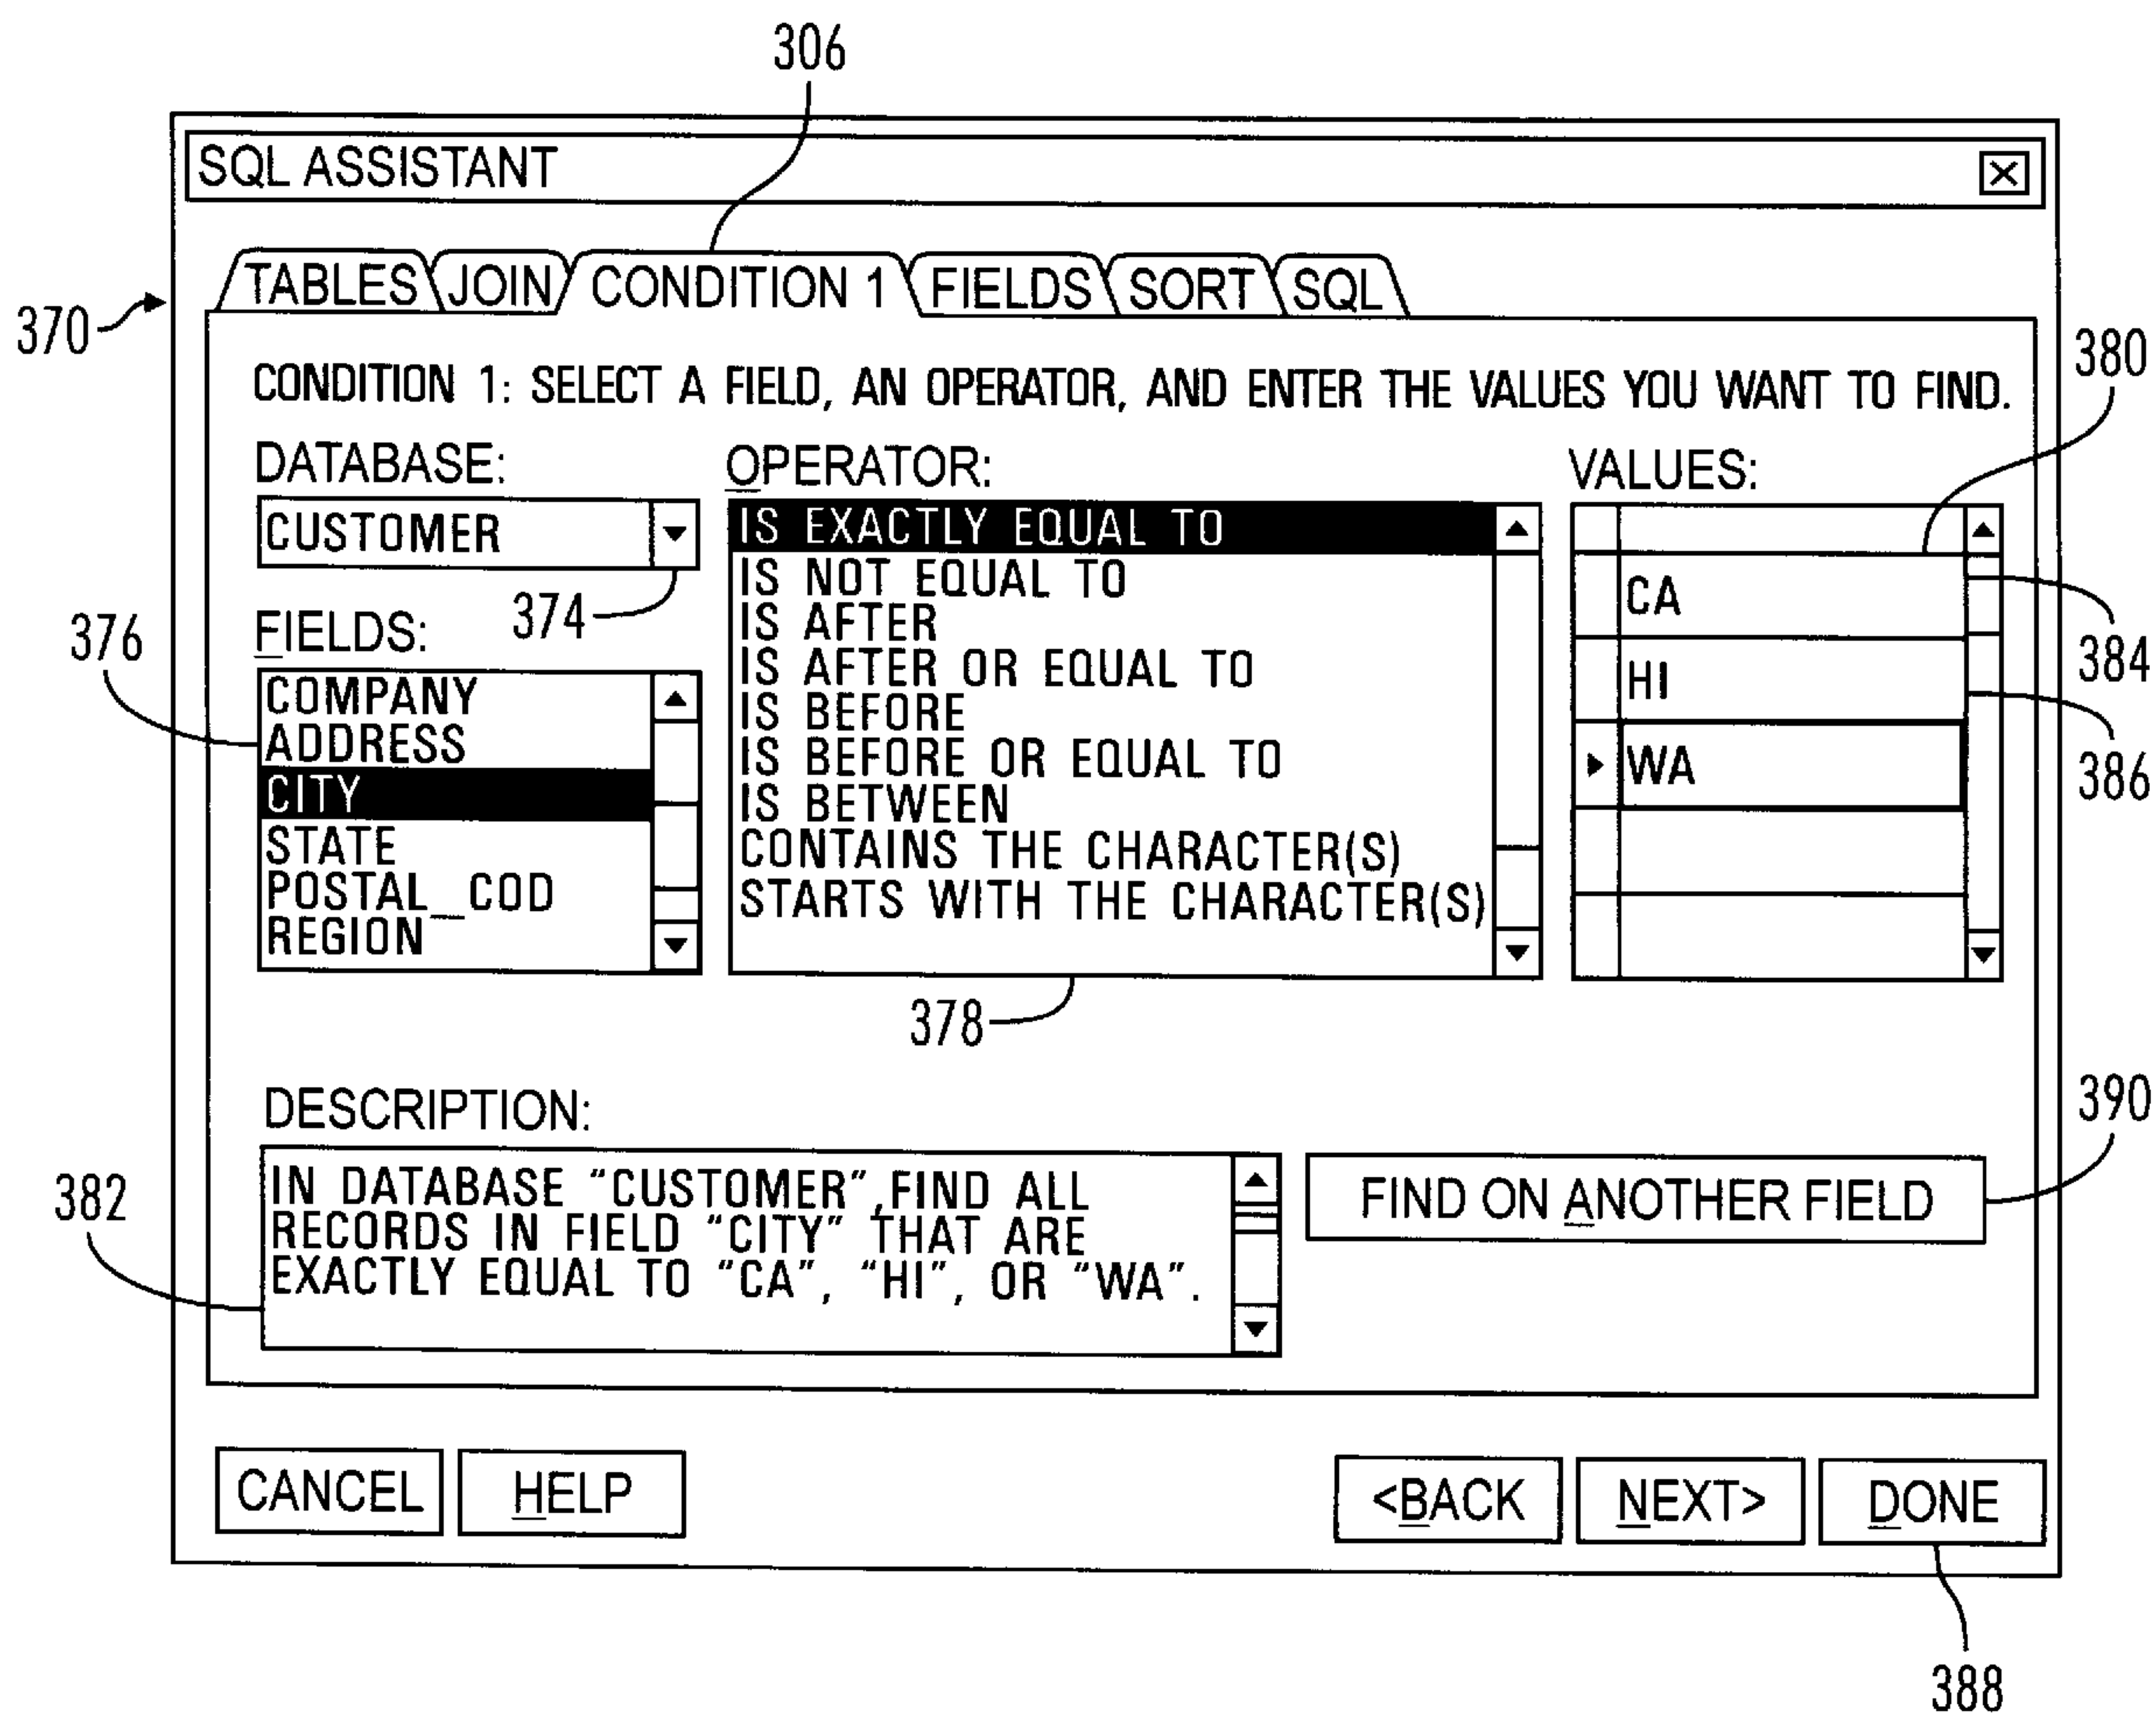 306
SQL ASSISTANT
TABLES JOIN CONDITION 1 FIELDS SORT SQL
370
380
CONDITION 1: SELECT A FIELD, AN OPERATOR, AND ENTER THE VALUES YOU WANT TO FIND.
DATABASE:
CUSTOMER
374
FIELDS:
376
COMPANY
ADDRESS
CITY
STATE
POSTAL_COD
REGION
OPERATOR:
IS EXACTLY EQUAL TO
IS NOT EQUAL TO
IS AFTER
IS AFTER OR EQUAL TO
IS BEFORE
IS BEFORE OR EQUAL TO
IS BETWEEN
CONTAINS THE CHARACTER(S)
STARTS WITH THE CHARACTER(S)
378
VALUES:
CA
HI
WA
384
386
DESCRIPTION:
382
IN DATABASE "CUSTOMER",FIND ALL
RECORDS IN FIELD "CITY" THAT ARE
EXACTLY EQUAL TO "CA", "HI", OR "WA".
390
FIND ON ANOTHER FIELD
CANCEL HELP <BACK NEXT> DONE
388